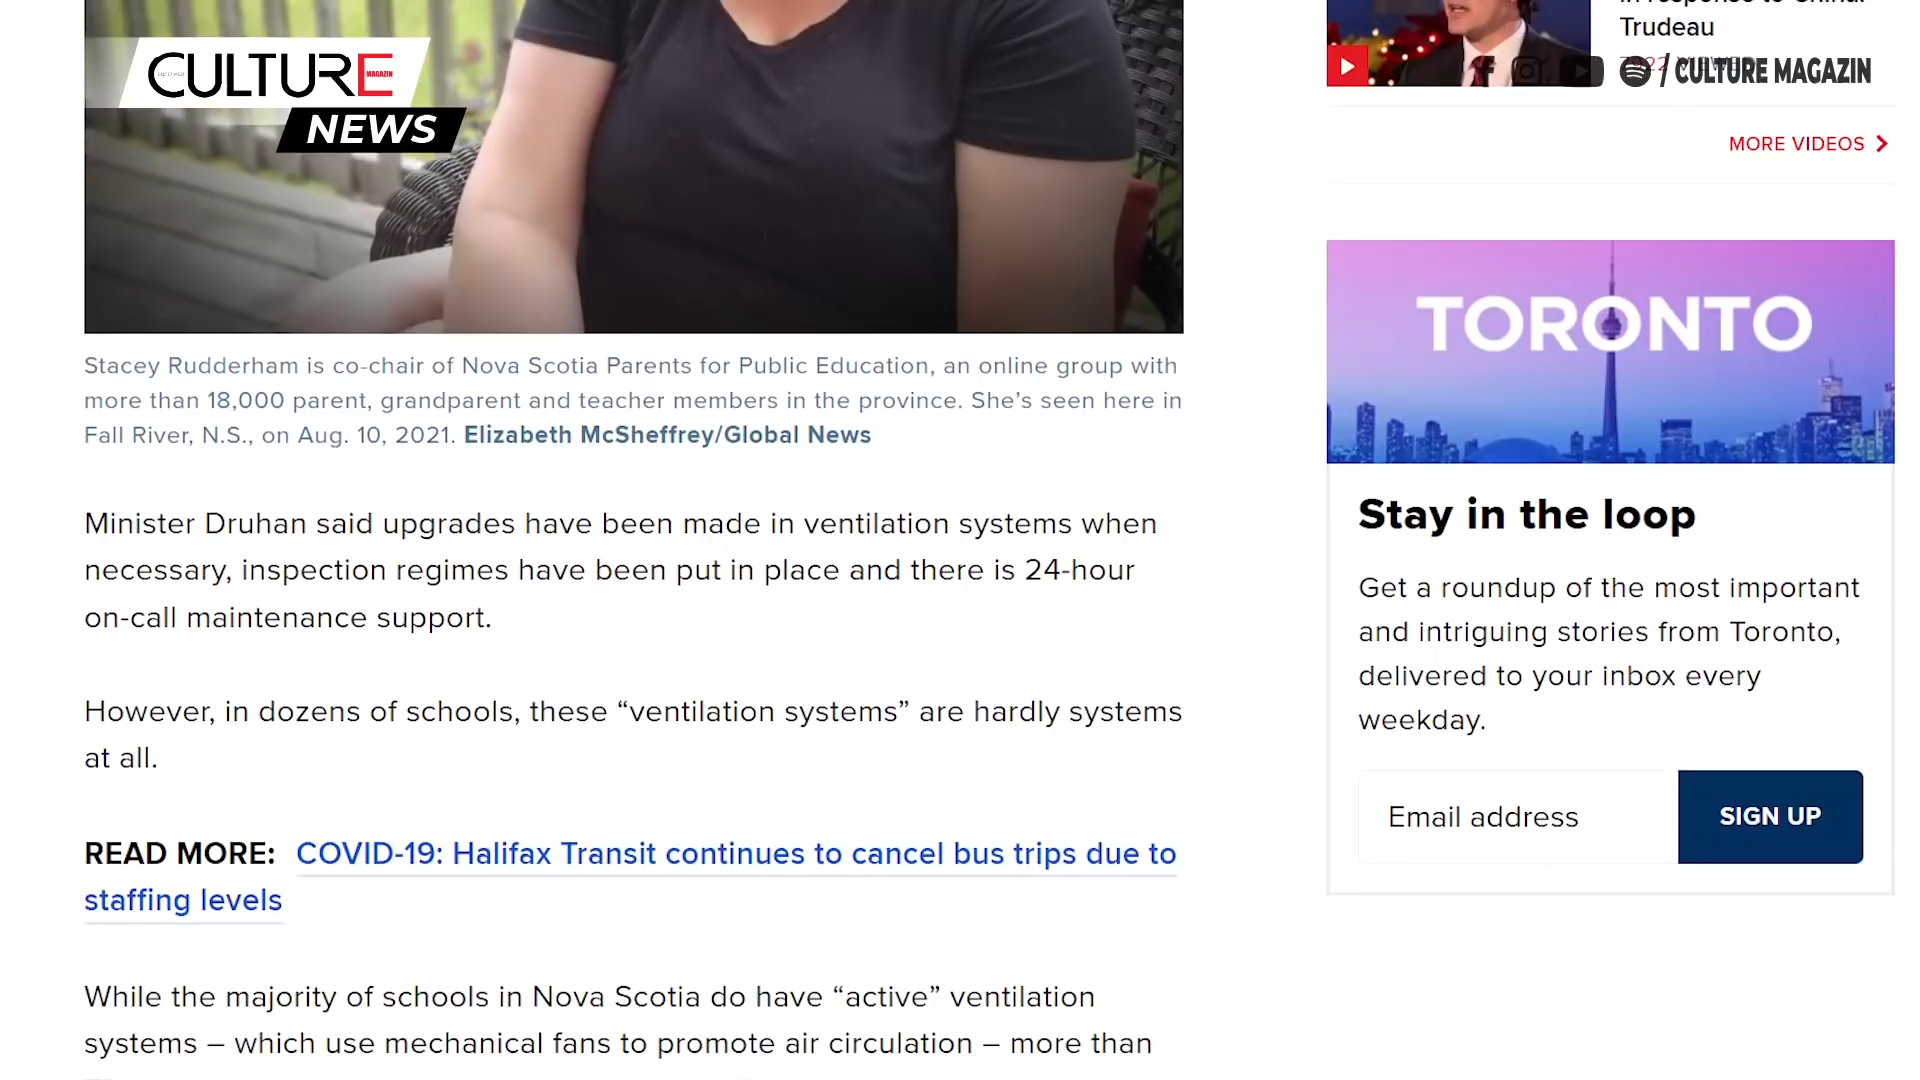 CULTURE
MAGAZIN
NEWS
Stacey Rudderham is co-chair of Nova Scotia Parents for Public Education, an online group with
more than 18,000 parent, grandparent and teacher members in the province. She’s seen here in
Fall River, N.S., on Aug. 10, 2021. Elizabeth McSheffrey/Global News
Minister Druhan said upgrades have been made in ventilation systems when
necessary, inspection regimes have been put in place and there is 24-hour
on-call maintenance support.
However, in dozens of schools, these “ventilation systems” are hardly systems
at all.
READ MORE: COVID-19: Halifax Transit continues to cancel bus trips due to
staffing levels
While the majority of schools in Nova Scotia do have “active” ventilation
systems – which use mechanical fans to promote air circulation – more than
in response to China:
Trudeau
/ CULTURE MAGAZIN
MORE VIDEOS
TORONTO
Stay in the loop
Get a roundup of the most important
and intriguing stories from Toronto,
delivered to your inbox every
weekday.
Email address
SIGN UP